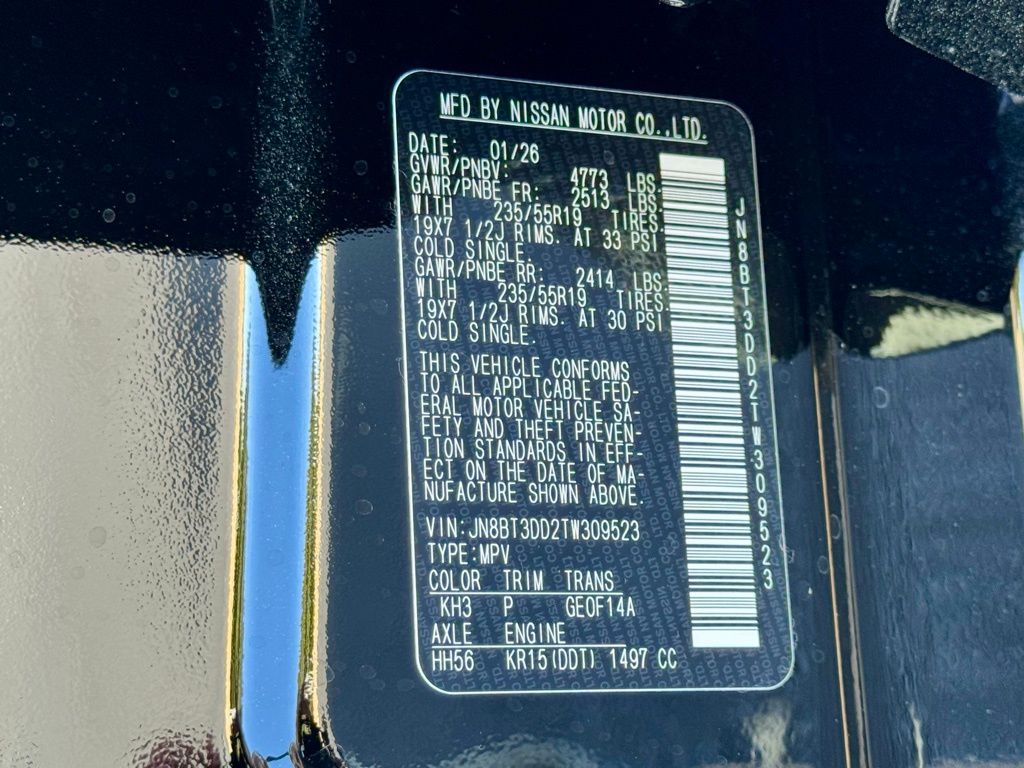 MFD BY NISSAN MOTOR CO.,LTD.
DATE: 01/26
GVWR/PNBV: 4773 LBS.
GAWR/PNBE FR: 2513 LBS.
WITH 235/55R19 TIRES.
19X7 1/2J RIMS. AT 33 PSI
COLD SINGLE.
GAWR/PNBE RR: 2414 LBS.
WITH 235/55R19 TIRES.
19X7 1/2J RIMS. AT 30 PSI
COLD SINGLE.
THIS VEHICLE CONFORMS
TO ALL APPLICABLE FED-
ERAL MOTOR VEHICLE SA-
FETY AND THEFT PREVEN-
TION STANDARDS IN EFF-
ECT ON THE DATE OF MA-
NUFACTURE SHOWN ABOVE.
VIN:JN8BT3DD2TW309523
TYPE:MPV
COLOR TRIM TRANS
KH3 P GE0F14A
AXLE ENGINE
HH56 KR15(DDT) 1497 CC
JN8BT3DD2TW309523